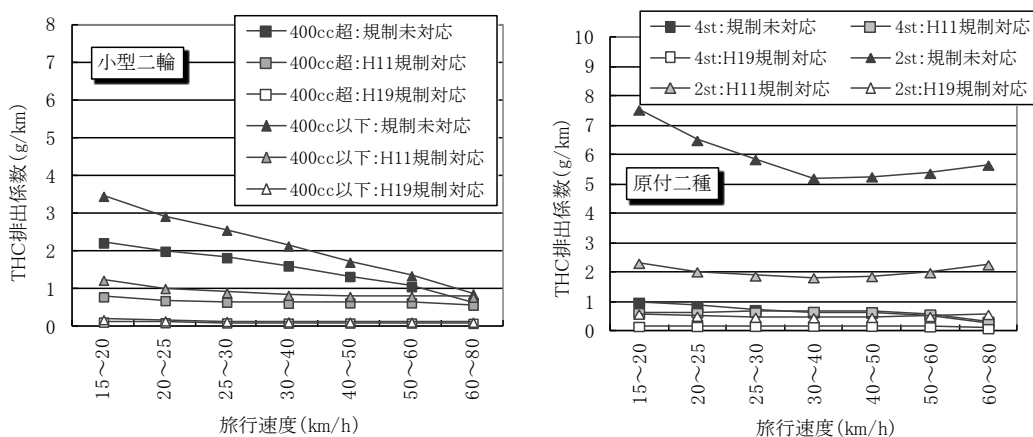 小型二輪
400cc超:規制未対応
400cc超:H11規制対応
400cc超:H19規制対応
400cc以下:規制未対応
400cc以下:H11規制対応
400cc以下:H19規制対応
THC排出係数(g/km)
8
7
6
5
4
3
2
1
0
15～20
20～25
25～30
30～40
40～50
50～60
60～80
旅行速度(km/h)
4st:規制未対応
4st:H11規制対応
4st:H19規制対応
2st:規制未対応
2st:H11規制対応
2st:H19規制対応
原付二種
THC排出係数(g/km)
10
9
8
7
6
5
4
3
2
1
0
15～20
20～25
25～30
30～40
40～50
50～60
60～80
旅行速度(km/h)